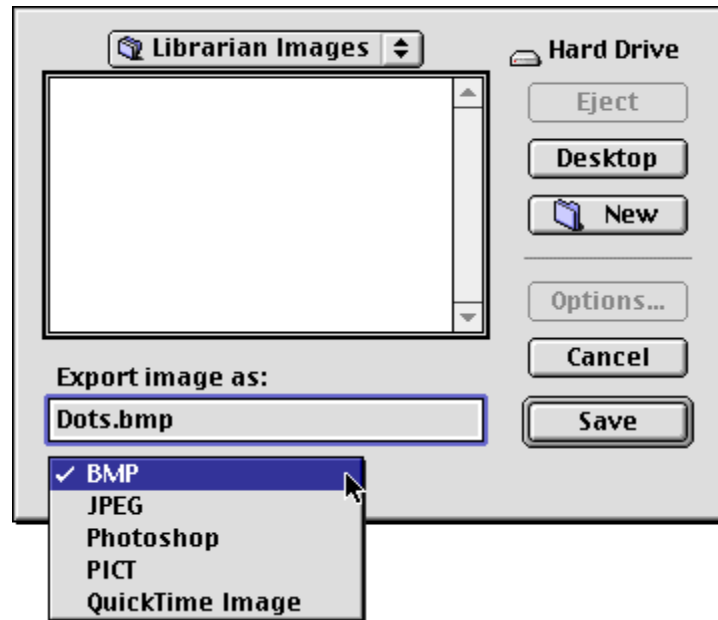 Librarian Images
Hard Drive
Eject
Desktop
New
Options...
Cancel
Save
Export image as:
Dots.bmp
✓ BMP
JPEG
Photoshop
PICT
QuickTime Image